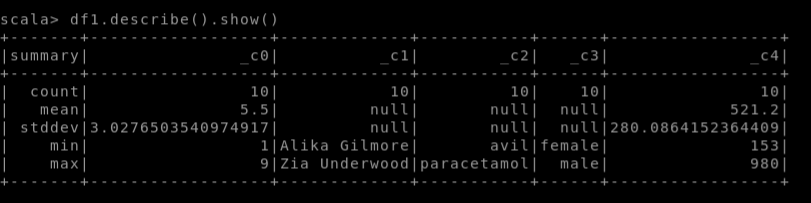 scala> df1.describe().show()
+-------+------------------+-------------+-----------+------+-----------------+
|summary|               _c0|          _c1|        _c2|   _c3|              _c4|
+-------+------------------+-------------+-----------+------+-----------------+
|  count|                10|           10|         10|    10|               10|
|   mean|               5.5|         null|       null|  null|            521.2|
| stddev|3.0276503540974917|         null|       null|  null|280.0864152364409|
|    min|                 1|Alika Gilmore|       avil|female|              153|
|    max|                 9|Zia Underwood|paracetamol|  male|              980|
+-------+------------------+-------------+-----------+------+-----------------+